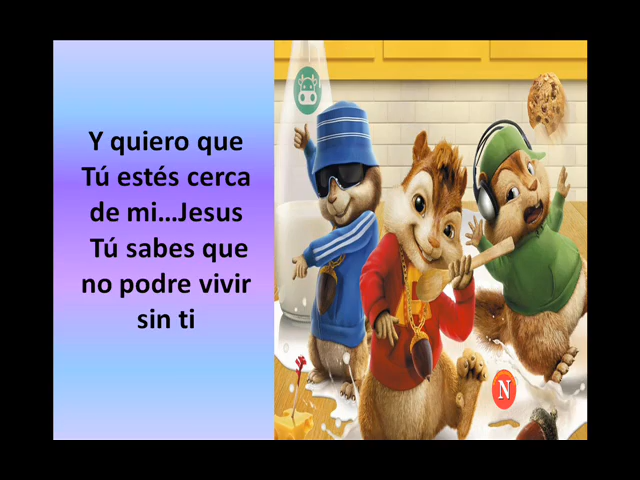 Y quiero que
Tú estés cerca
de mi...Jesus
Tú sabes que
no podre vivir
sin ti
N